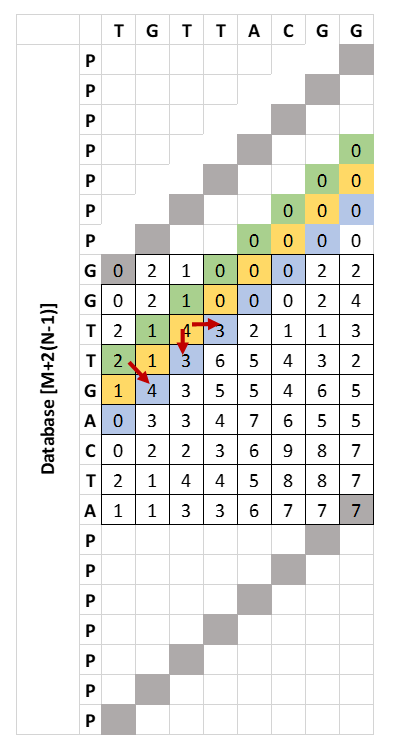 T G T T A C G G
P
P
P
P 0
P 0 0
P 0 0 0
P 0 0 0 0
G 0 2 1 0 0 0 2 2
G 0 2 1 0 0 0 2 4
T 2 1 4 3 2 1 1 3
T 2 1 3 6 5 4 3 2
G 1 4 3 5 5 4 6 5
A 0 3 3 4 7 6 5 5
C 0 2 2 3 6 9 8 7
T 2 1 4 4 5 8 8 7
A 1 1 3 3 6 7 7 7
P
P
P
P
P
P
P
Database [M+2(N-1)]